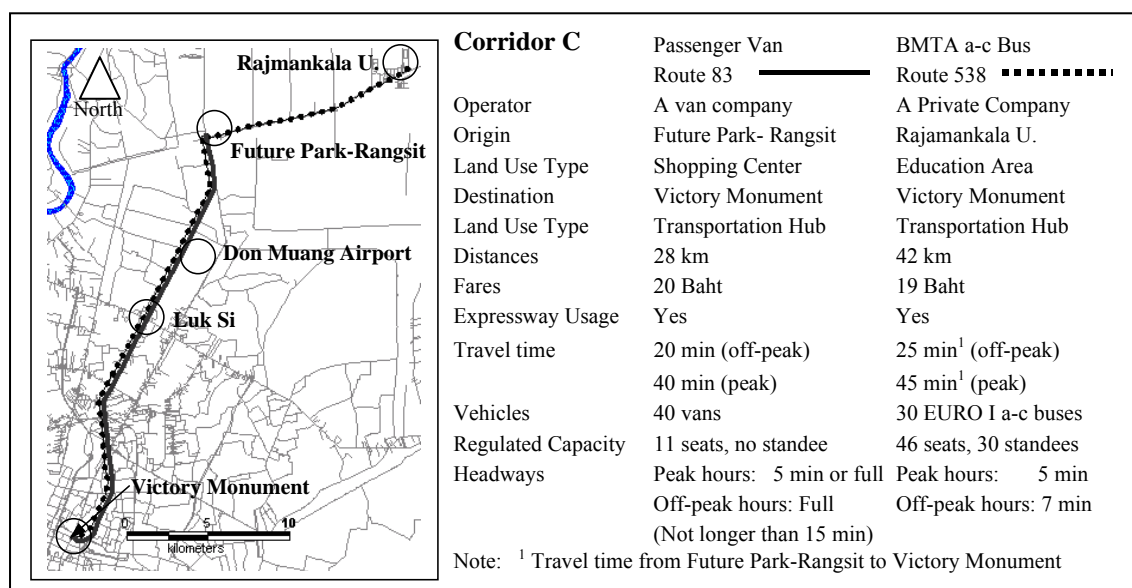 Rajmankala U.
North
Future Park-Rangsit
Don Muang Airport
Luk Si
Victory Monument
0 5 10
kilometers
Corridor C Passenger Van BMTA a-c Bus
Route 83 Route 538
Operator A van company A Private Company
Origin Future Park- Rangsit Rajamankala U.
Land Use Type Shopping Center Education Area
Destination Victory Monument Victory Monument
Land Use Type Transportation Hub Transportation Hub
Distances 28 km 42 km
Fares 20 Baht 19 Baht
Expressway Usage Yes Yes
Travel time 20 min (off-peak) 25 min¹ (off-peak)
40 min (peak) 45 min¹ (peak)
Vehicles 40 vans 30 EURO I a-c buses
Regulated Capacity 11 seats, no standee 46 seats, 30 standees
Headways Peak hours: 5 min or full Peak hours: 5 min
Off-peak hours: Full Off-peak hours: 7 min
(Not longer than 15 min)
Note: ¹ Travel time from Future Park-Rangsit to Victory Monument